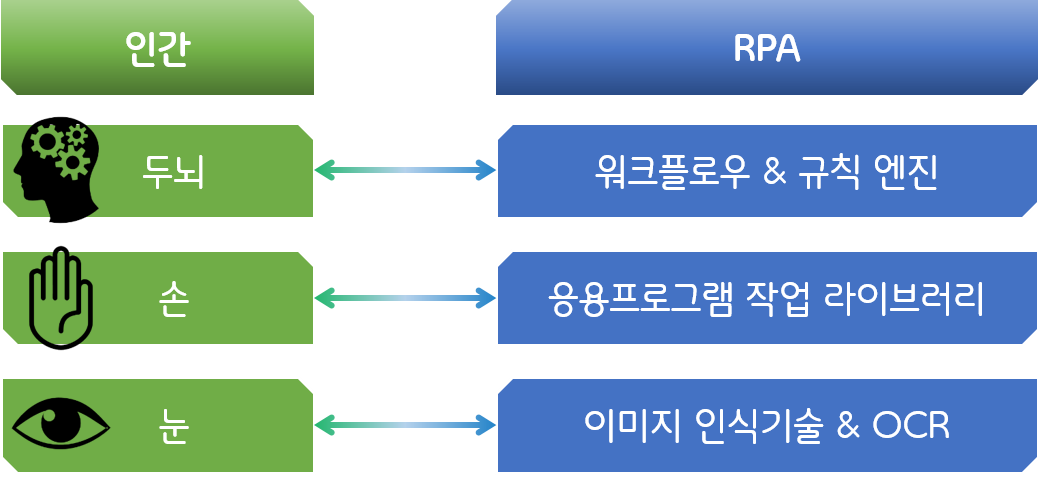 인간
RPA
두뇌
워크플로우 & 규칙 엔진
손
응용프로그램 작업 라이브러리
눈
이미지 인식기술 & OCR